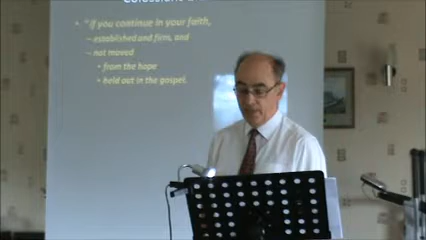 • "if you continue in your faith,
– established and firm, and
– not moved
• from the hope
• held out in the gospel.